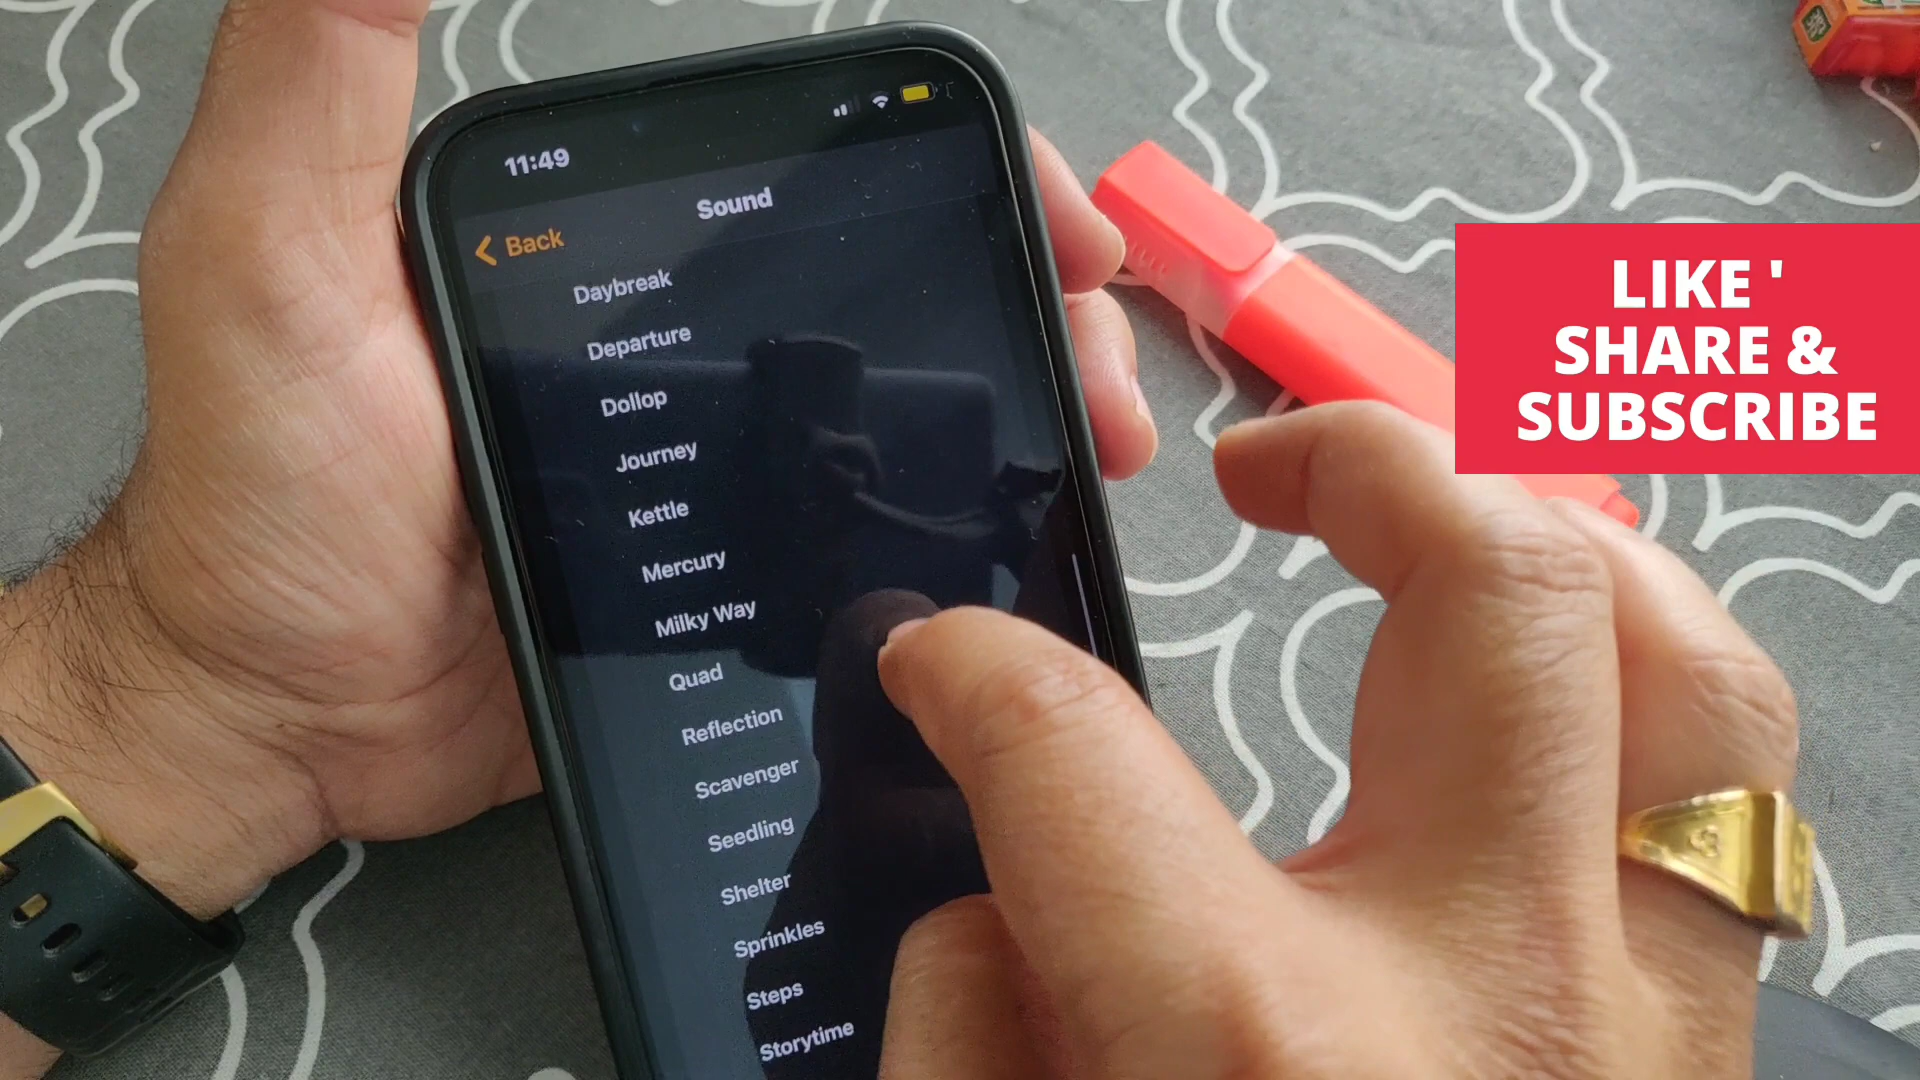 11:49
Sound
Back
Daybreak
Departure
Dollop
Journey
Kettle
Mercury
Milky Way
Quad
Reflection
Scavenger
Seedling
Shelter
Sprinkles
Steps
Storytime
LIKE '
SHARE &
SUBSCRIBE